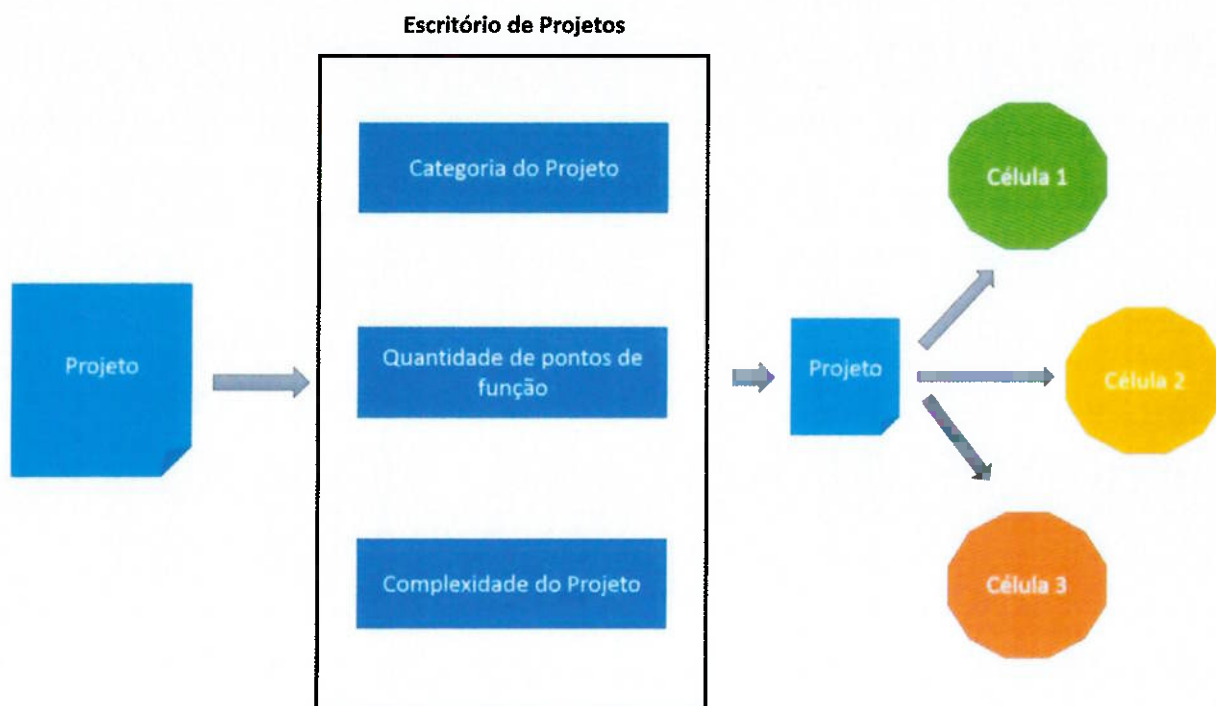 Escritório de Projetos
Categoria do Projeto
Célula 1
Projeto
Quantidade de pontos de
função
Projeto
Célula 2
Complexidade do Projeto
Célula 3